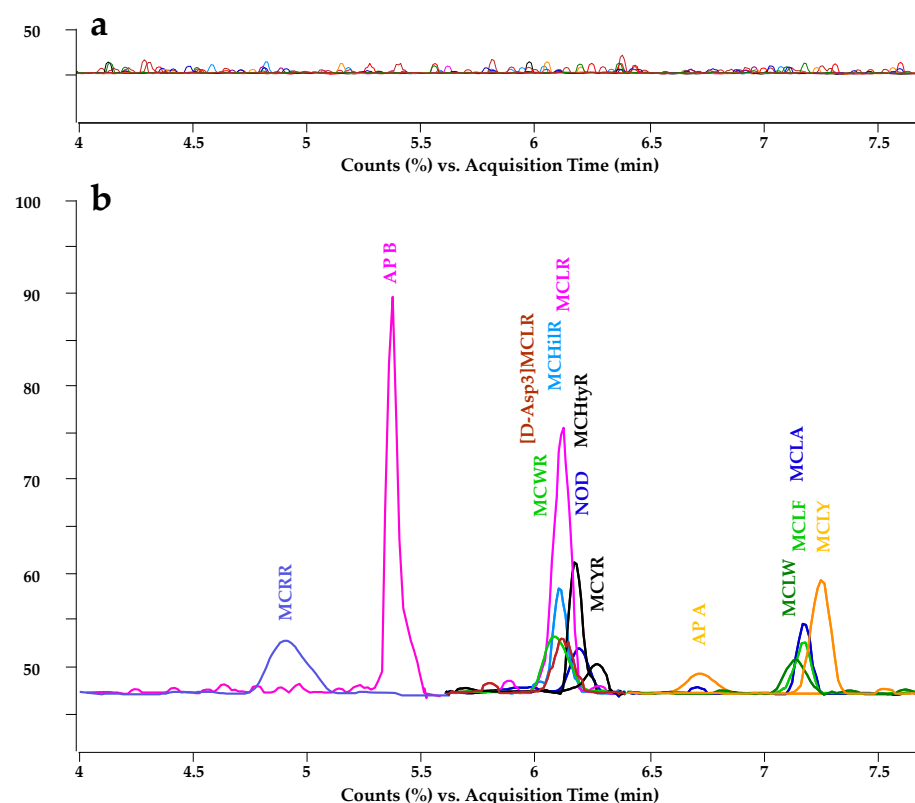 a
50
4 4.5 5 5.5 6 6.5 7 7.5
Counts (%) vs. Acquisition Time (min)
b
100
90
80
70
60
50
MCRR
AP B
[D-Asp3]MCLR
MCWR
MCHilR
MCLR
MCHtyR
NOD
MCYR
AP A
MCLW
MCLA
MCLF
MCLY
4 4.5 5 5.5 6 6.5 7 7.5
Counts (%) vs. Acquisition Time (min)